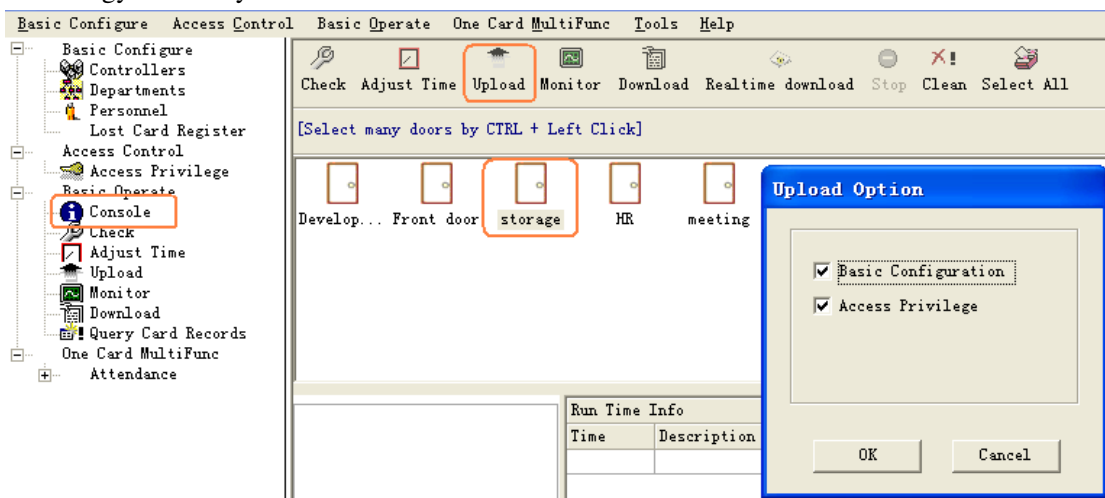 Basic Configure Access Control Basic Operate One Card MultiFunc Tools Help
Basic Configure
Controllers
Departments
Personnel
Lost Card Register
Access Control
Access Privilege
Basic Operate
Console
Check
Adjust Time
Upload
Monitor
Download
Query Card Records
One Card MultiFunc
Attendance
Check Adjust Time Upload Monitor Download Realtime download Stop Clean Select All
[Select many doors by CTRL + Left Click]
Develop... Front door storage HR meeting
Run Time Info
Time Description
Upload Option
Basic Configuration
Access Privilege
OK Cancel